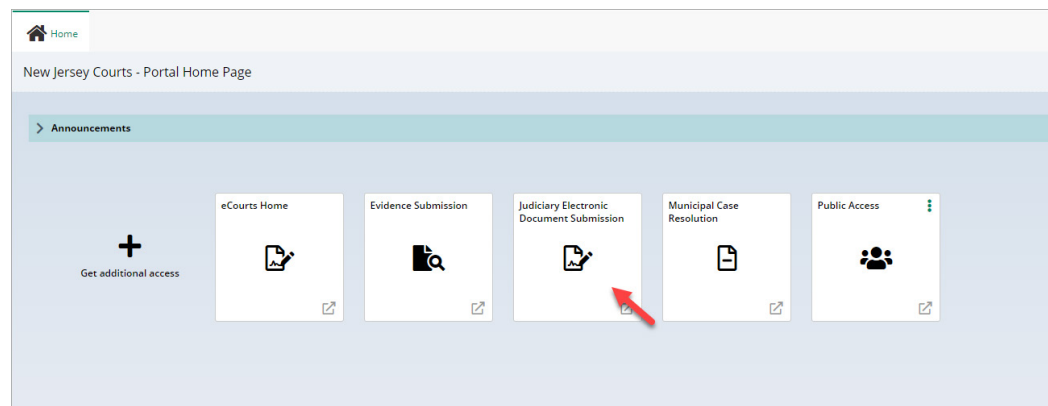 Home
New Jersey Courts - Portal Home Page
Announcements
Get additional access
eCourts Home
Evidence Submission
Judiciary Electronic
Document Submission
Municipal Case
Resolution
Public Access